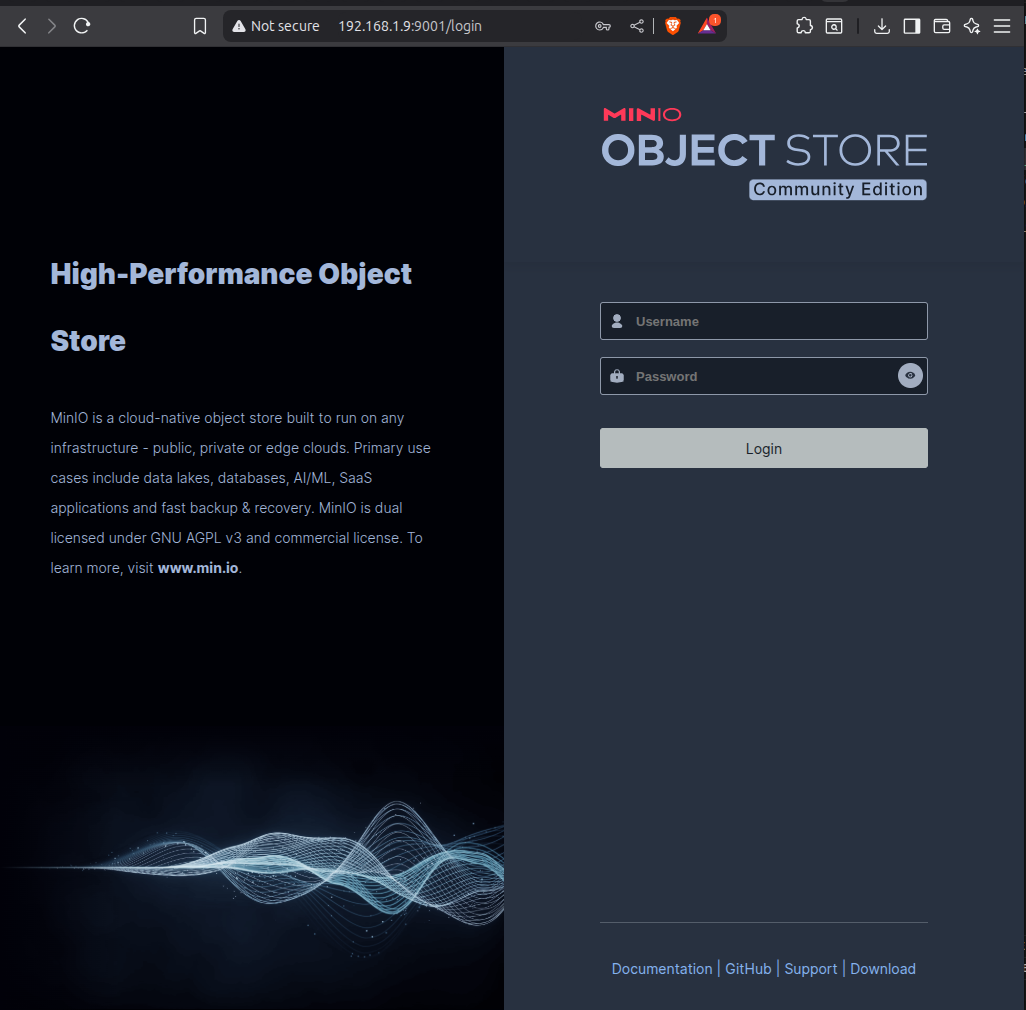 Not secure 192.168.1.9:9001/login
1
MINIO
OBJECT STORE
Community Edition
High-Performance Object
Store
MinIO is a cloud-native object store built to run on any
infrastructure - public, private or edge clouds. Primary use
cases include data lakes, databases, AI/ML, SaaS
applications and fast backup & recovery. MinIO is dual
licensed under GNU AGPL v3 and commercial license. To
learn more, visit www.min.io.
Username
Password
Login
Documentation | GitHub | Support | Download